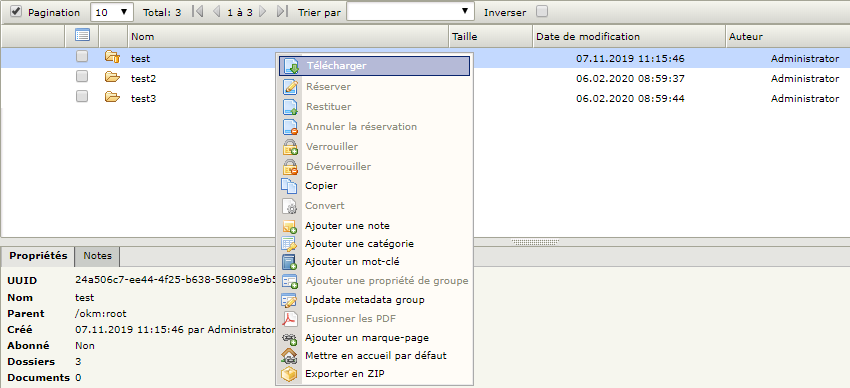 Pagination 10 Total: 3 1 à 3 Trier par Inverser
Nom Taille Date de modification Auteur
test 07.11.2019 11:15:46 Administrator
test2 06.02.2020 08:59:37 Administrator
test3 06.02.2020 08:59:44 Administrator
Télécharger
Réserver
Restituer
Annuler la réservation
Verrouiller
Déverrouiller
Copier
Convert
Ajouter une note
Ajouter une catégorie
Ajouter un mot-clé
Ajouter une propriété de groupe
Update metadata group
Fusionner les PDF
Ajouter un marque-page
Mettre en accueil par défaut
Exporter en ZIP
Propriétés Notes
UUID 24a506c7-ee44-4f25-b638-568098e9b5
Nom test
Parent /okm:root
Créé 07.11.2019 11:15:46 par Administrator
Abonné Non
Dossiers 3
Documents 0